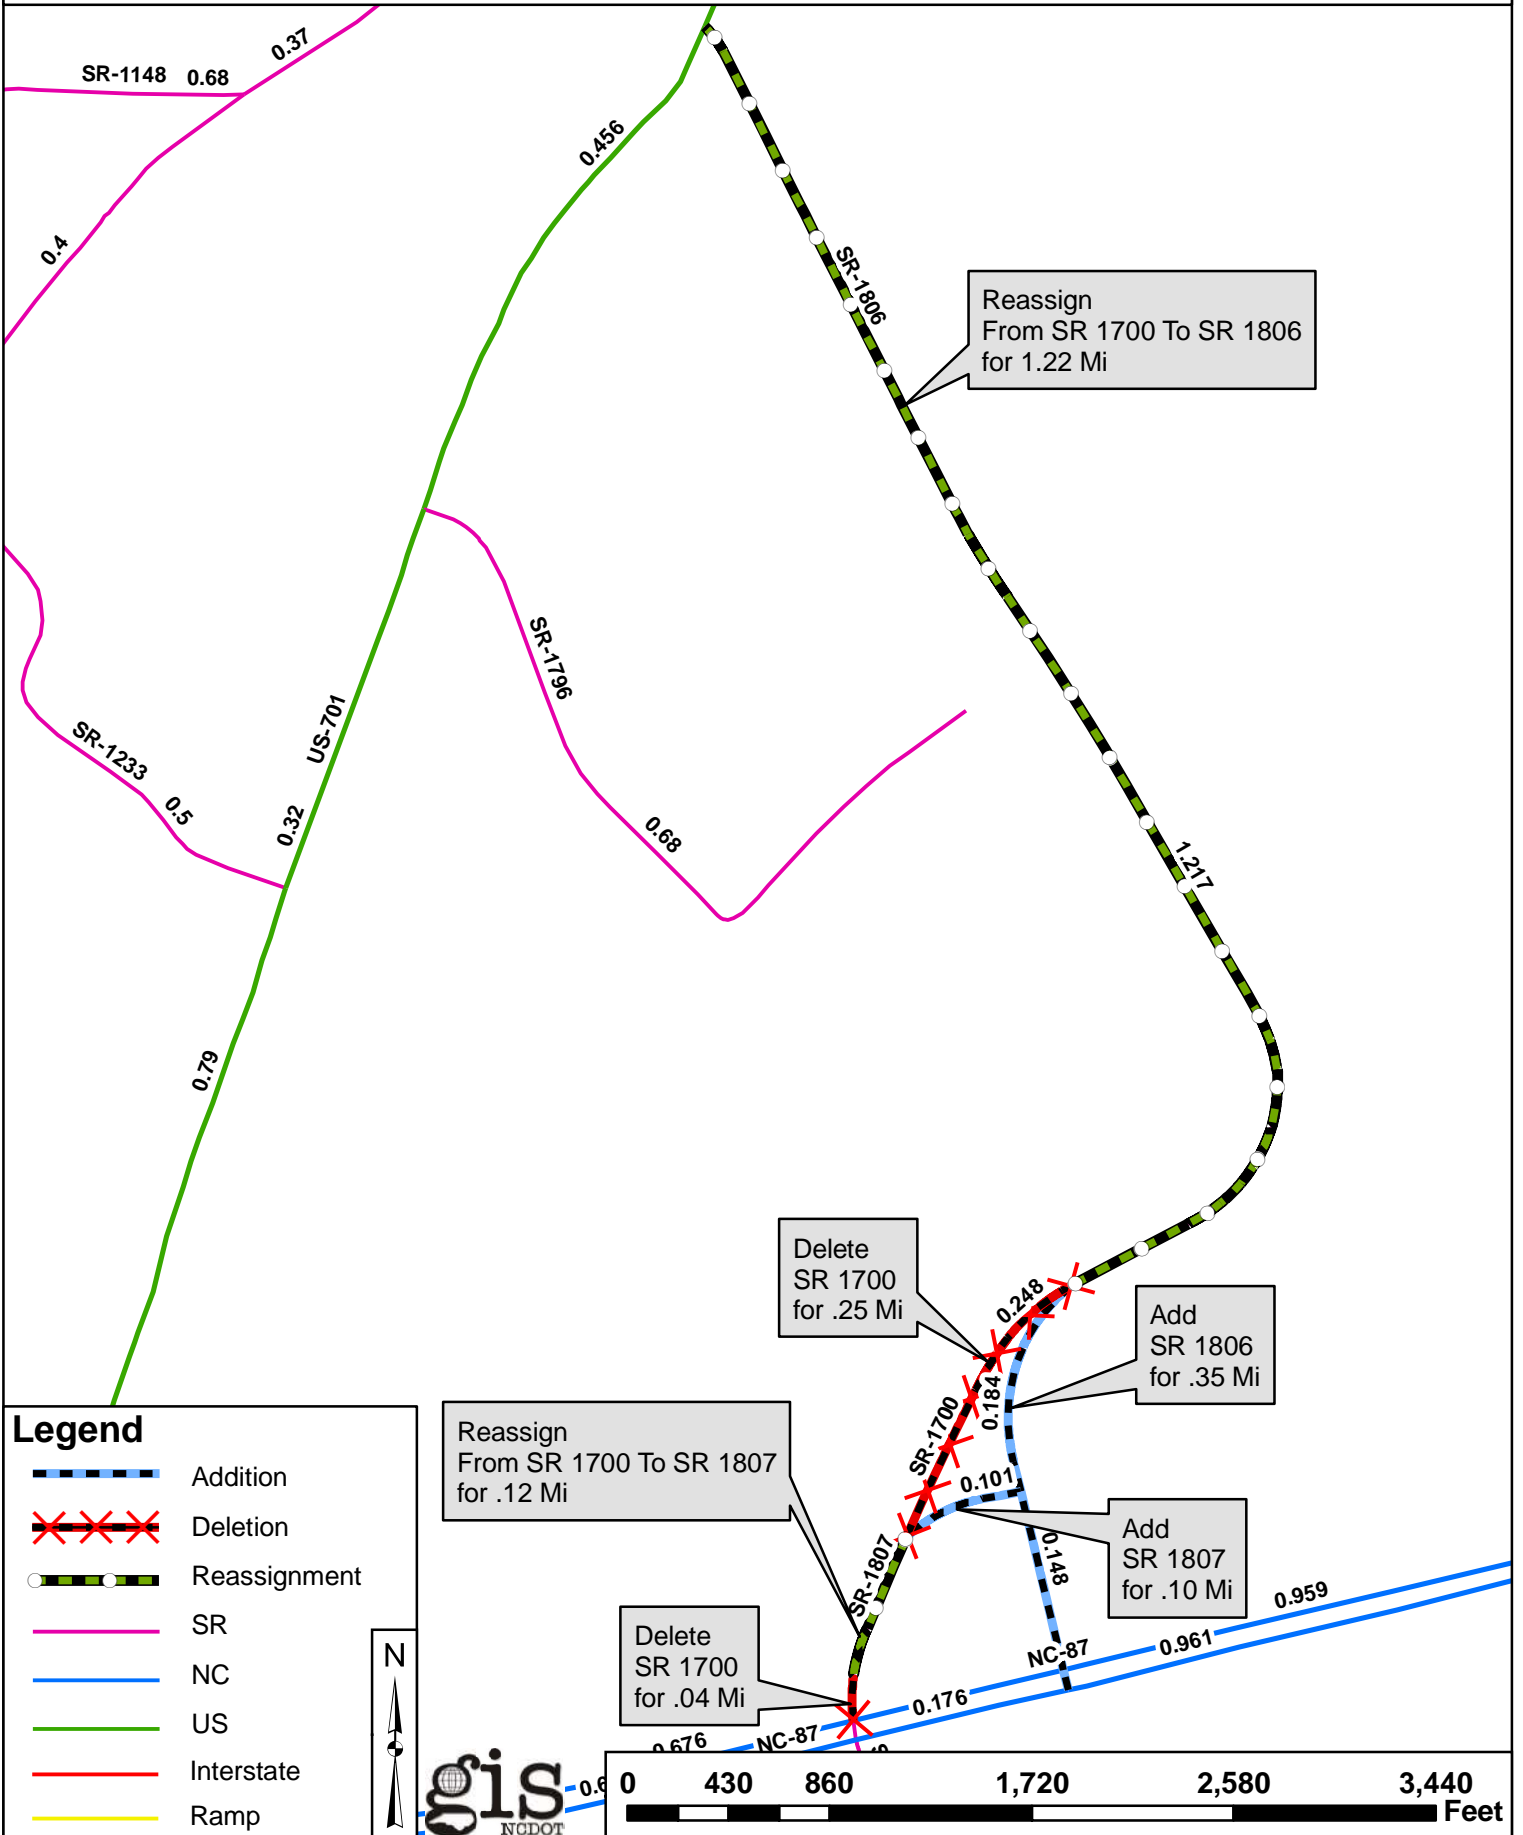 0.37
SR-1148 0.68
0.456
0.4
SR-1806
Reassign
From SR 1700 To SR 1806
for 1.22 Mi
SR-1796
US-701
SR-1233
0.5
0.32
0.68
1.217
0.79
Delete
SR 1700
for .25 Mi
0.248
Add
SR 1806
for .35 Mi
0.184
SR-1700
Reassign
From SR 1700 To SR 1807
for .12 Mi
0.101
Add
SR 1807
for .10 Mi
0.148
SR-1807
Delete
SR 1700
for .04 Mi
0.959
0.961
NC-87
0.176
NC-87
0.676
Legend
Addition
Deletion
Reassignment
SR
NC
US
Interstate
Ramp
N
gis
NCDOT
0 430 860 1,720 2,580 3,440
Feet